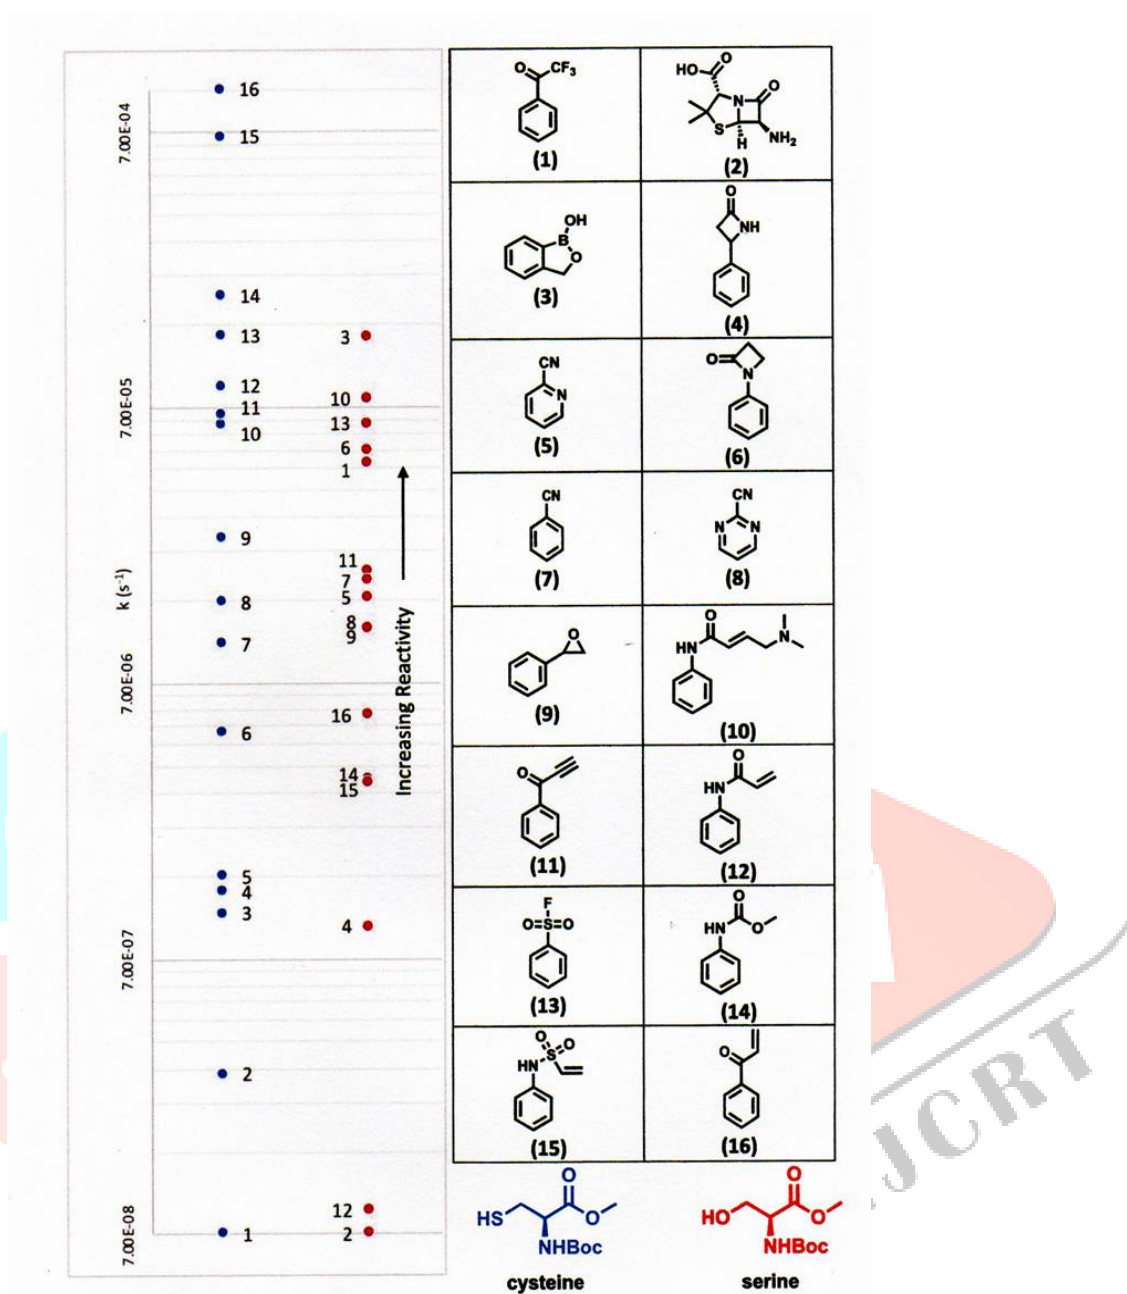 16
7.00E-04
15
14
13
3
12
10
7.00E-05
11
13
10
6
1
9
11
7
5
k (s-1)
8
8
9
7
7.00E-06
16
6
14
15
Increasing Reactivity
5
4
3
4
7.00E-07
2
12
7.00E-08
1
2
O CF3
(1)
HO O
N O
S
H NH2
(2)
OH
B
O
(3)
O
NH
(4)
CN
N
(5)
O
N
(6)
CN
(7)
CN
N N
(8)
O
(9)
O
HN N
(10)
O
(11)
O
HN
(12)
F
O=S=O
(13)
O
HN O
(14)
O O
HN S
(15)
O
(16)
O
HS O
NHBoc
cysteine
O
HO O
NHBoc
serine
IJCRT